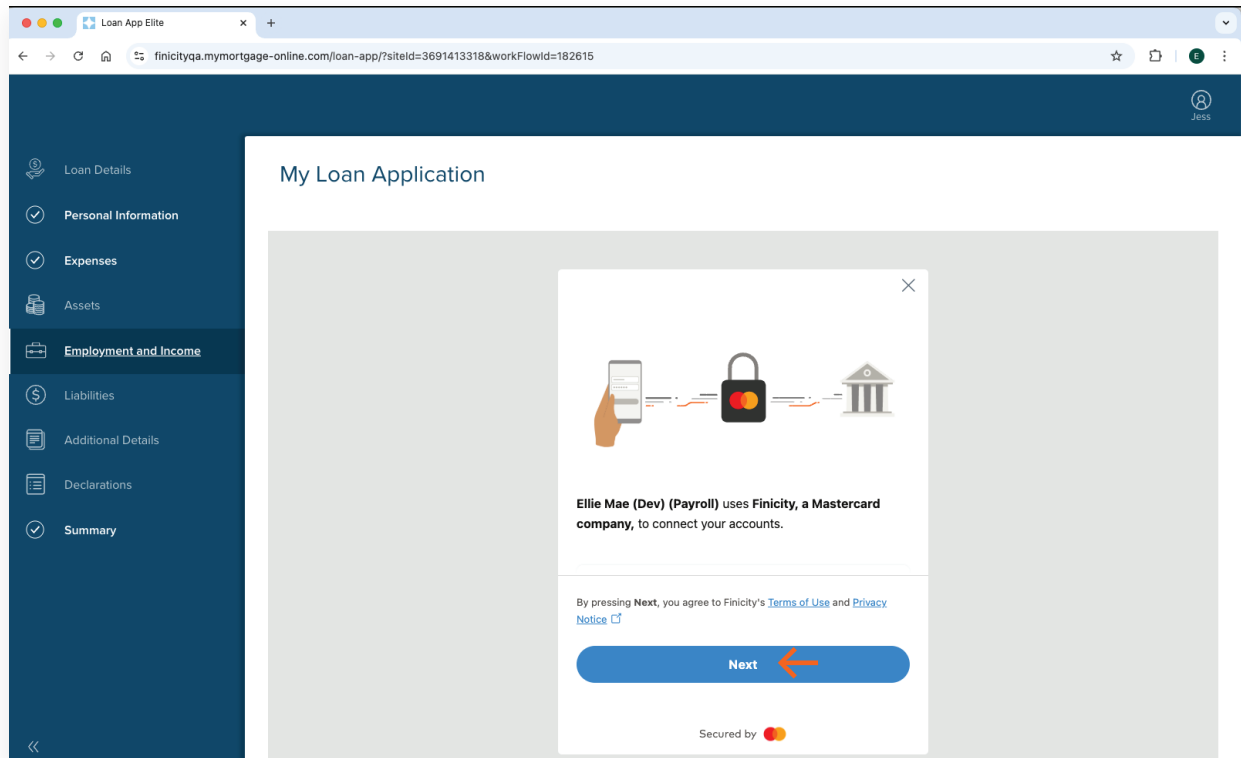 Loan App Elite
finicityqa.mymortgage-online.com/loan-app/?siteId=3691413318&workFlowId=182615
E
Jess
Loan Details
Personal Information
Expenses
Assets
Employment and Income
Liabilities
Additional Details
Declarations
Summary
My Loan Application
Ellie Mae (Dev) (Payroll) uses Finicity, a Mastercard
company, to connect your accounts.
By pressing Next, you agree to Finicity's Terms of Use and Privacy
Notice
Next
Secured by